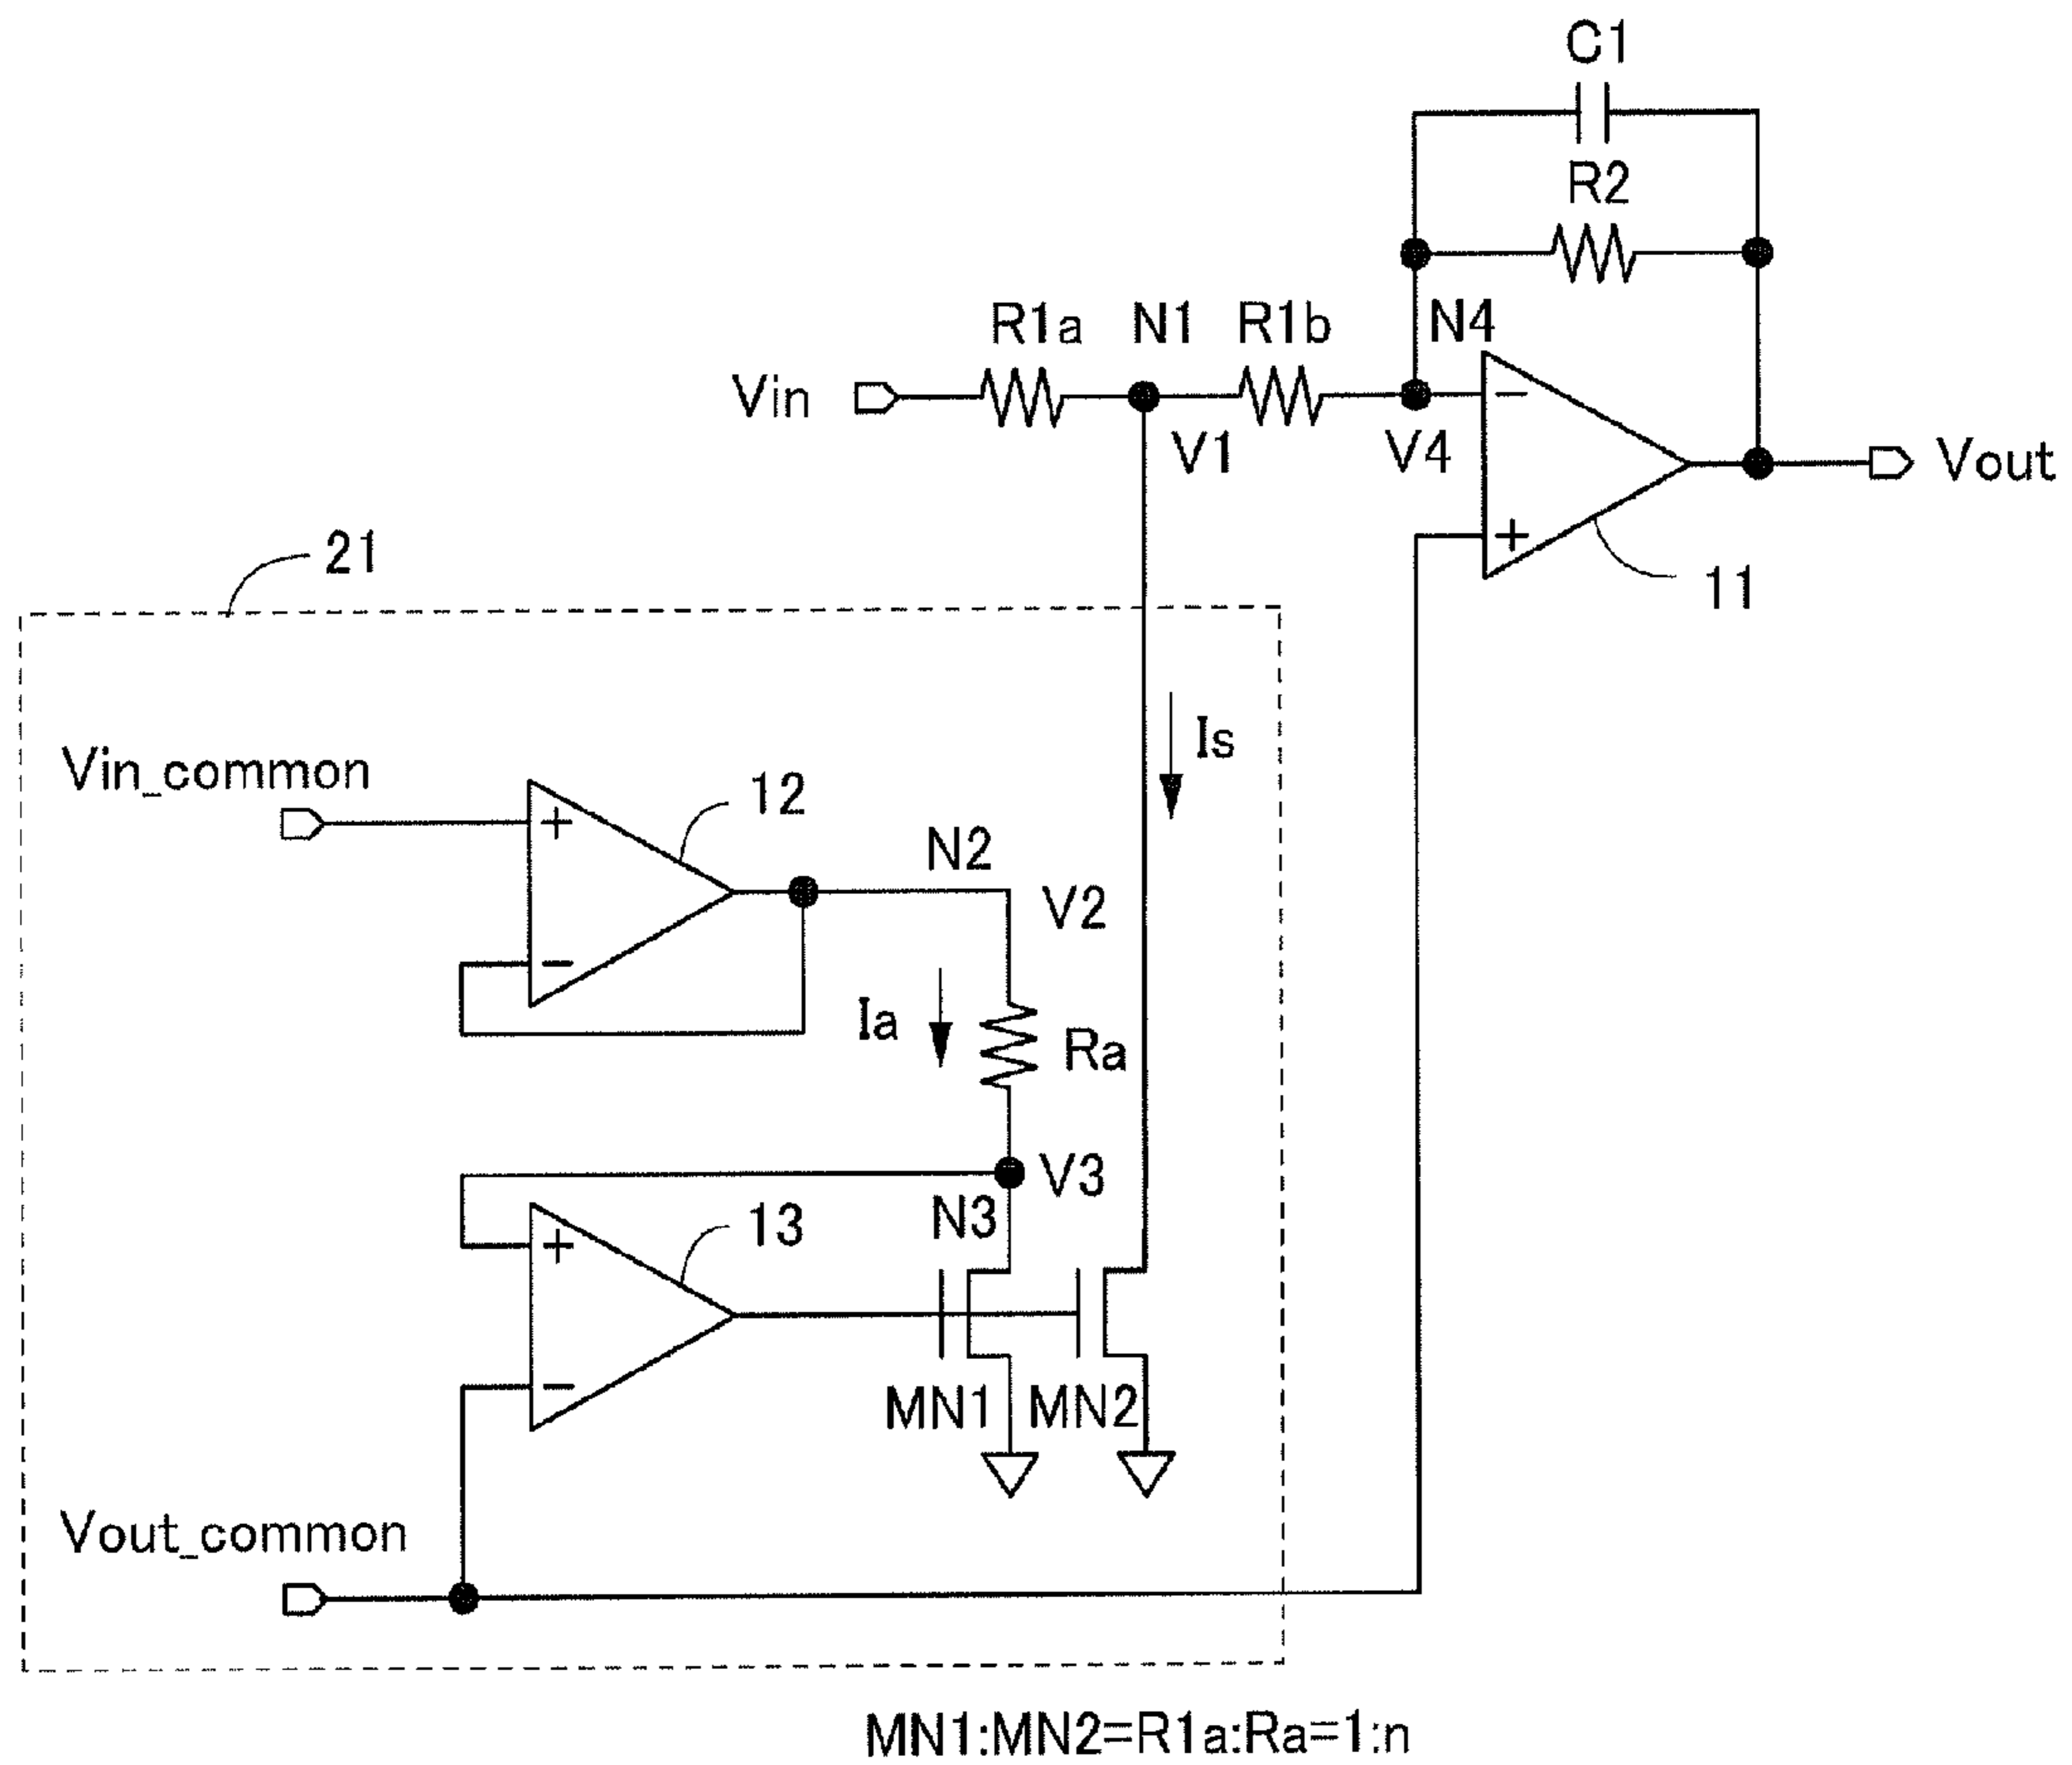 C1
R2
R1a N1 R1b N4
Vin
V1 V4
−
+
Vout
11
21
Is
Vin_common
12
+
−
N2
V2
Ia
Ra
V3
N3
13
+
−
MN1 MN2
Vout_common
MN1:MN2=R1a:Ra=1:n